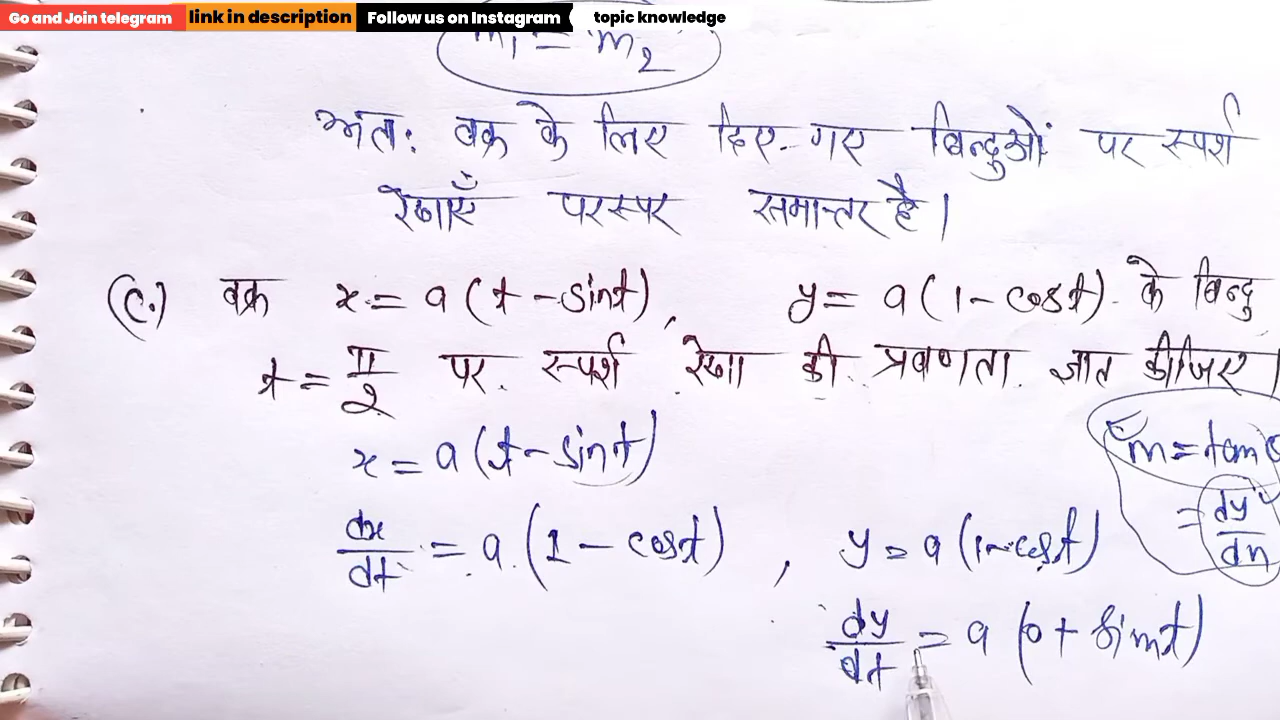 Go and Join telegram link in description Follow us on Instagram topic knowledge
m₁ = m₂
अतः वक्र के लिए दिए गए बिन्दुओं पर स्पर्श
रेखाएँ परस्पर समान्तर है।
(c.) वक्र x = a(t - sint), y = a(1 - cost) के बिन्दु
t = π/2 पर स्पर्श रेखा की प्रवणता ज्ञात कीजिए।
x = a(t - sint)
m = tan
= dy/dx
dx/dt = a(1 - cost), y = a(1 - cost)
dy/dt = a(0 + sint)